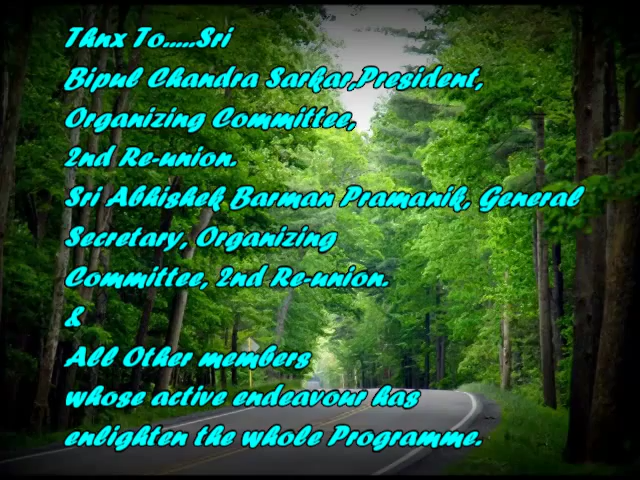 Thnx To.....Sri
Bipul Chandra Sarkar,President,
Organizing Committee,
2nd Re-union.
Sri Abhishek Barman Pramanik, General
Secretary, Organizing
Committee, 2nd Re-union.
&
All Other members
whose active endeavour has
enlighten the whole Programme.